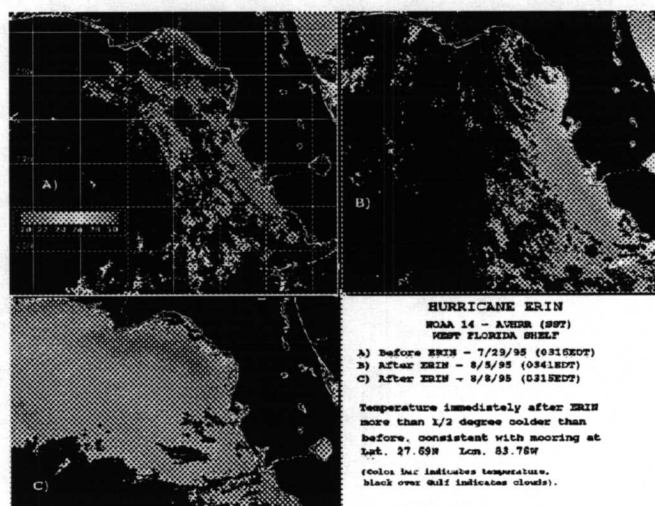 A)
B)
C)
HURRICANE ERIN
NOAA 14 - AVHRR (SST)
WEST FLORIDA SHELF
A) Before ERIN - 7/29/95 (0316EDT)
B) After ERIN - 8/5/95 (0341EDT)
C) After ERIN - 8/8/95 (0315EDT)
Temperature immediately after ERIN
more than 1/2 degree colder than
before, consistent with mooring at
Lat. 27.69N Lon. 83.76W
(Color bar indicates temperature,
black over Gulf indicates clouds).